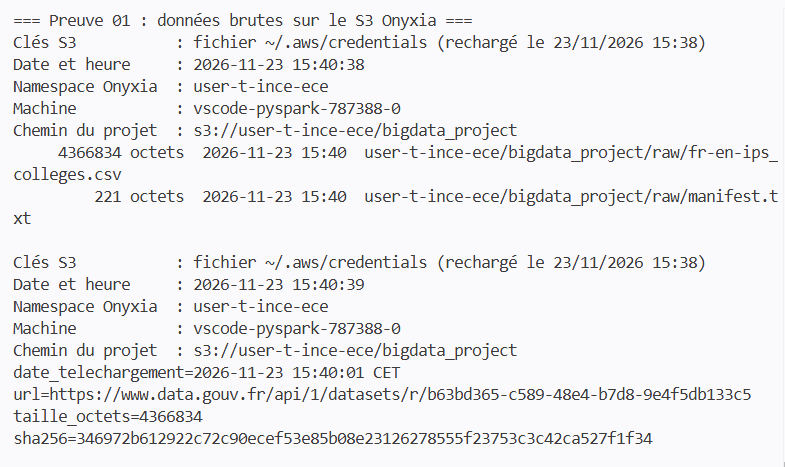 === Preuve 01 : données brutes sur le S3 Onyxia ===
Clés S3           : fichier ~/.aws/credentials (rechargé le 23/11/2026 15:38)
Date et heure     : 2026-11-23 15:40:38
Namespace Onyxia  : user-t-ince-ece
Machine           : vscode-pyspark-787388-0
Chemin du projet  : s3://user-t-ince-ece/bigdata_project
     4366834 octets  2026-11-23 15:40  user-t-ince-ece/bigdata_project/raw/fr-en-ips_
colleges.csv
         221 octets  2026-11-23 15:40  user-t-ince-ece/bigdata_project/raw/manifest.t
xt

Clés S3           : fichier ~/.aws/credentials (rechargé le 23/11/2026 15:38)
Date et heure     : 2026-11-23 15:40:39
Namespace Onyxia  : user-t-ince-ece
Machine           : vscode-pyspark-787388-0
Chemin du projet  : s3://user-t-ince-ece/bigdata_project
date_telechargement=2026-11-23 15:40:01 CET
url=https://www.data.gouv.fr/api/1/datasets/r/b63bd365-c589-48e4-b7d8-9e4f5db133c5
taille_octets=4366834
sha256=346972b612922c72c90ecef53e85b08e23126278555f23753c3c42ca527f1f34